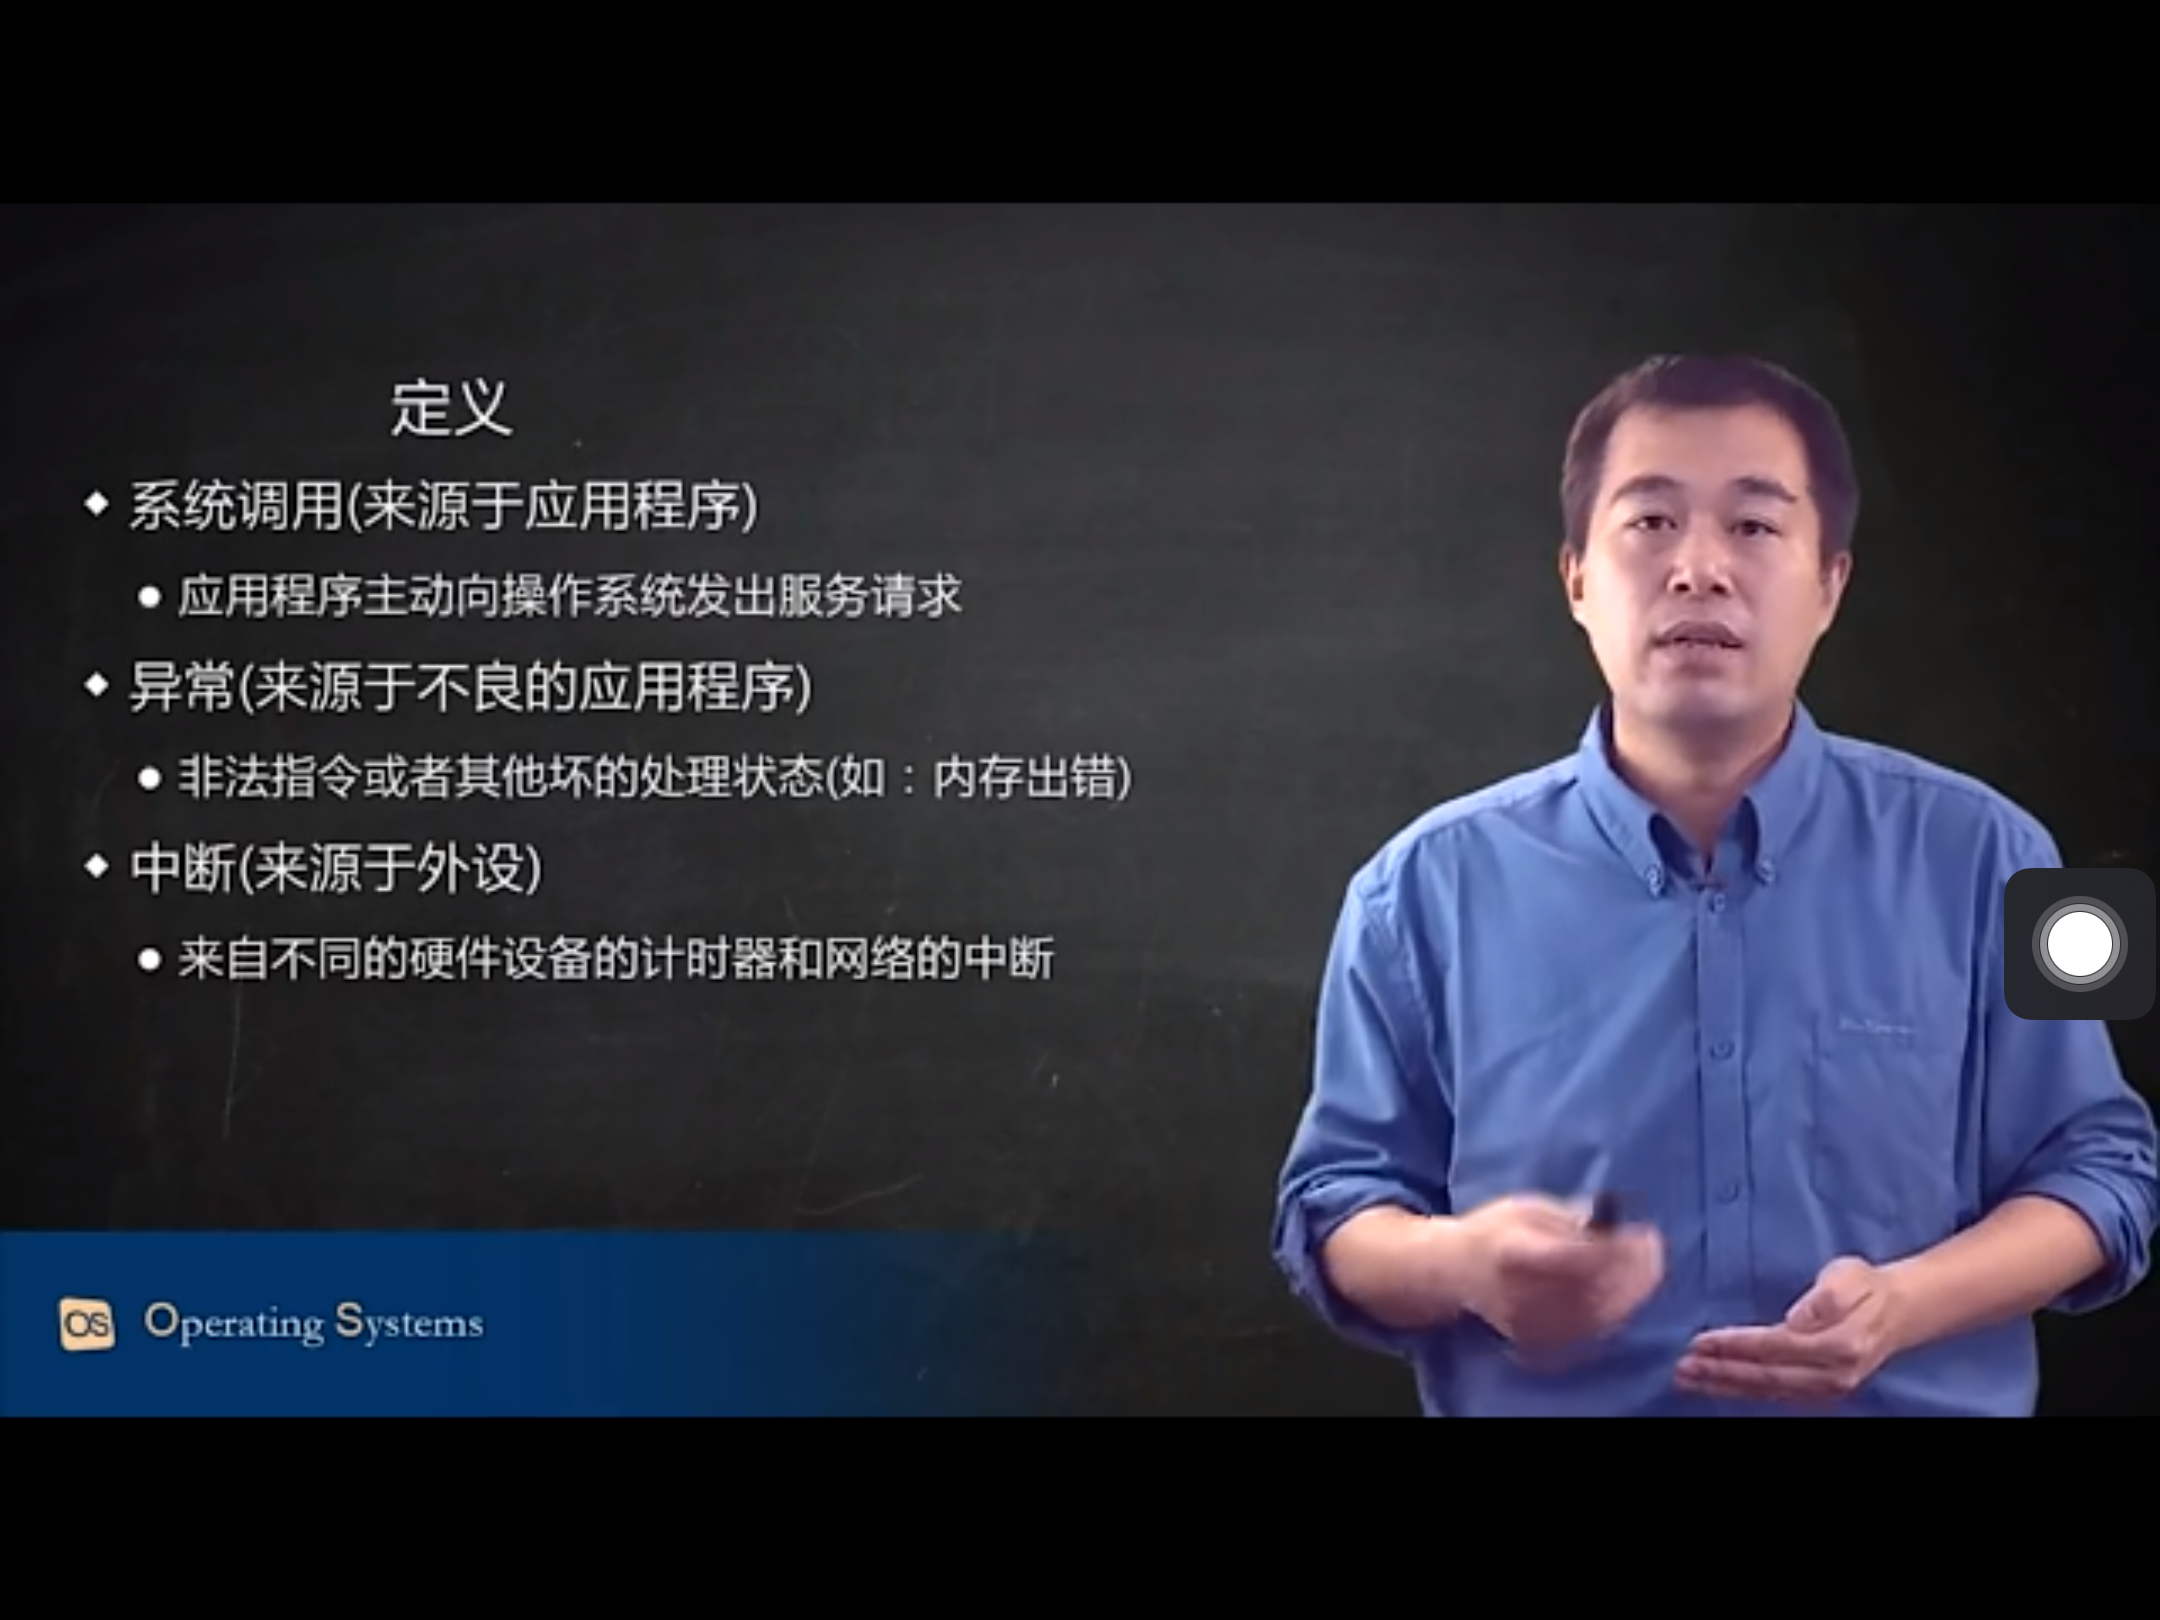 定义
系统调用(来源于应用程序)
应用程序主动向操作系统发出服务请求
异常(来源于不良的应用程序)
非法指令或者其他坏的处理状态(如：内存出错)
中断(来源于外设)
来自不同的硬件设备的计时器和网络的中断
OS Operating Systems